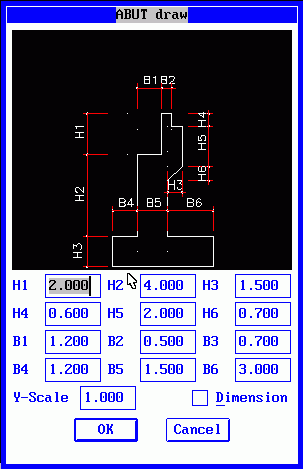 ABUT draw
B1 B2
H1
H4
H5
H2
H6
H3
B4 B5 B6
H3
H1 2.000 H2 4.000 H3 1.500
H4 0.600 H5 2.000 H6 0.700
B1 1.200 B2 0.500 B3 0.700
B4 1.200 B5 1.500 B6 3.000
Y-Scale 1.000 Dimension
OK Cancel